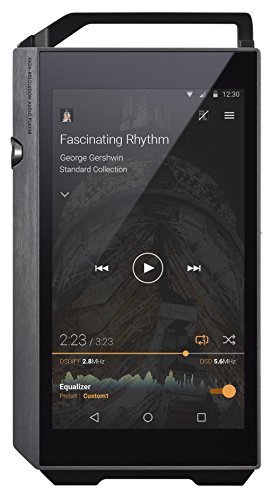 HIGH-RESOLUTION AUDIO PLAYER
12:30
Fascinating Rhythm
George Gershwin
Standard Collection
2:23 / 3:23
DSDIFF 2.8MHz
DSD 5.6MHz
Equalizer
Preset : Custom1